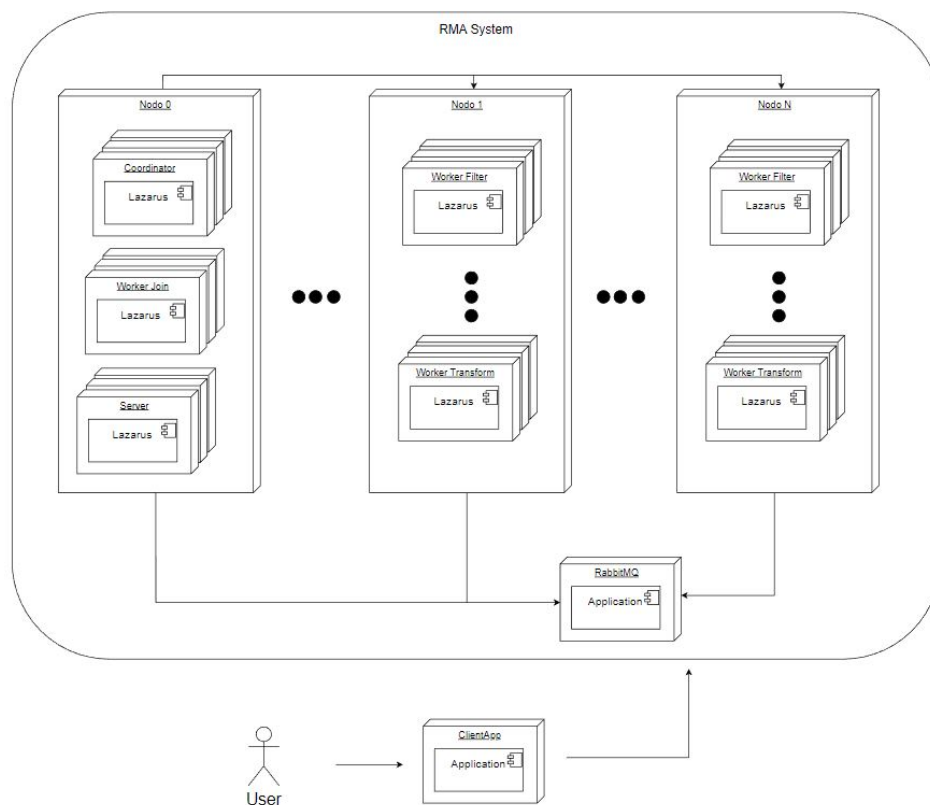 RMA System
Nodo 0
Coordinator
Lazarus
Worker Join
Lazarus
Server
Lazarus
Nodo 1
Worker Filter
Lazarus
Worker Transform
Lazarus
Nodo N
Worker Filter
Lazarus
Worker Transform
Lazarus
RabbitMQ
Application
ClientApp
Application
User